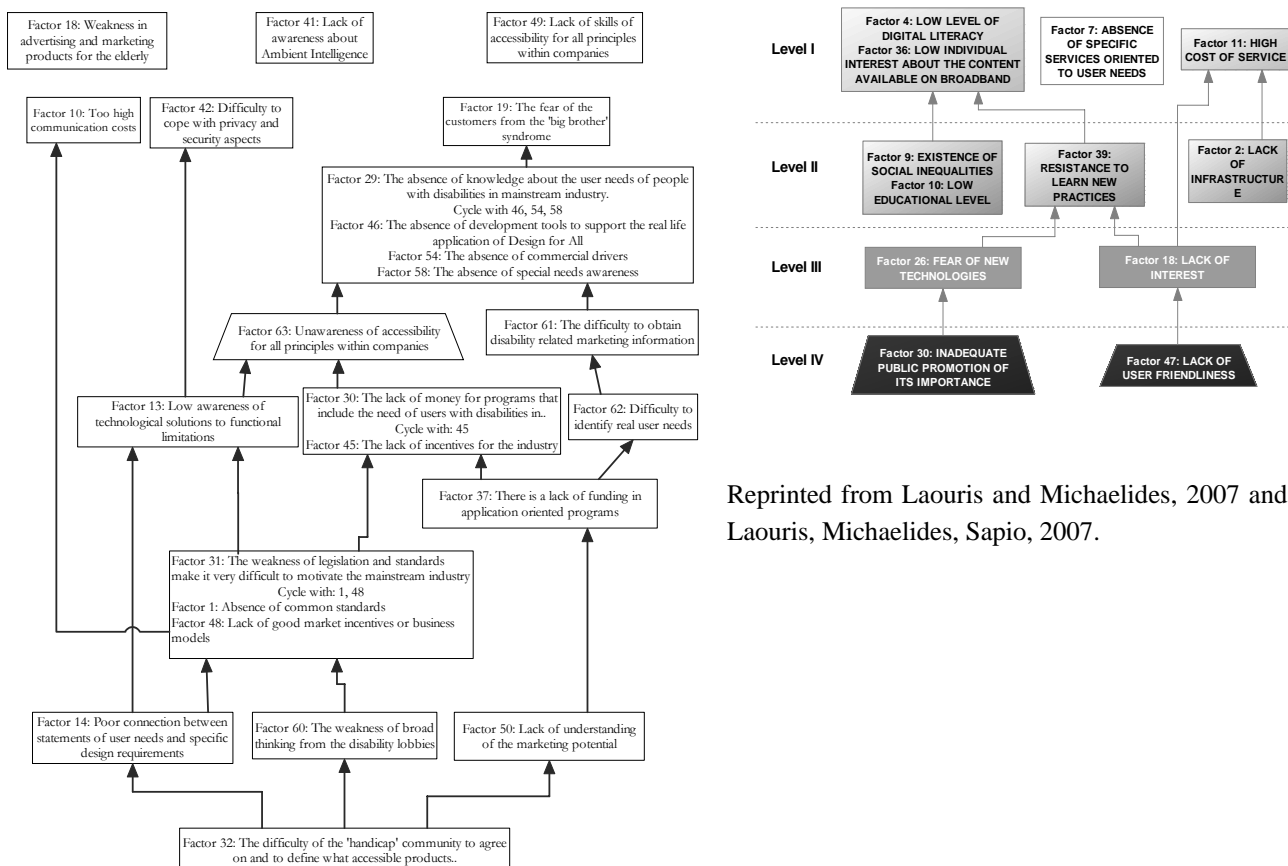 Factor 18: Weakness in
advertising and marketing
products for the elderly
Factor 41: Lack of
awareness about
Ambient Intelligence
Factor 49: Lack of skills of
accessibility for all principles
within companies
Factor 10: Too high
communication costs
Factor 42: Difficulty to
cope with privacy and
security aspects
Factor 19: The fear of the
customers from the 'big brother'
syndrome
Factor 29: The absence of knowledge about the user needs of people
with disabilities in mainstream industry.
Cycle with 46, 54, 58
Factor 46: The absence of development tools to support the real life
application of Design for All
Factor 54: The absence of commercial drivers
Factor 58: The absence of special needs awareness
Factor 63: Unawareness of accessibility
for all principles within companies
Factor 61: The difficulty to obtain
disability related marketing information
Factor 13: Low awareness of
technological solutions to functional
limitations
Factor 30: The lack of money for programs that
include the need of users with disabilities in..
Cycle with: 45
Factor 45: The lack of incentives for the industry
Factor 62: Difficulty to
identify real user needs
Factor 37: There is a lack of funding in
application oriented programs
Factor 31: The weakness of legislation and standards
make it very difficult to motivate the mainstream industry
Cycle with: 1, 48
Factor 1: Absence of common standards
Factor 48: Lack of good market incentives or business
models
Factor 14: Poor connection between
statements of user needs and specific
design requirements
Factor 60: The weakness of broad
thinking from the disability lobbies
Factor 50: Lack of understanding
of the marketing potential
Factor 32: The difficulty of the 'handicap' community to agree
on and to define what accessible products..
Level I
Factor 4: LOW LEVEL OF
DIGITAL LITERACY
Factor 36: LOW INDIVIDUAL
INTEREST ABOUT THE CONTENT
AVAILABLE ON BROADBAND
Factor 7: ABSENCE
OF SPECIFIC
SERVICES ORIENTED
TO USER NEEDS
Factor 11: HIGH
COST OF SERVICE
Level II
Factor 9: EXISTENCE OF
SOCIAL INEQUALITIES
Factor 10: LOW
EDUCATIONAL LEVEL
Factor 39:
RESISTANCE TO
LEARN NEW
PRACTICES
Factor 2: LACK
OF
INFRASTRUCTUR
E
Level III
Factor 26: FEAR OF NEW
TECHNOLOGIES
Factor 18: LACK OF
INTEREST
Level IV
Factor 30: INADEQUATE
PUBLIC PROMOTION OF
ITS IMPORTANCE
Factor 47: LACK OF
USER FRIENDLINESS
Reprinted from Laouris and Michaelides, 2007 and
Laouris, Michaelides, Sapio, 2007.